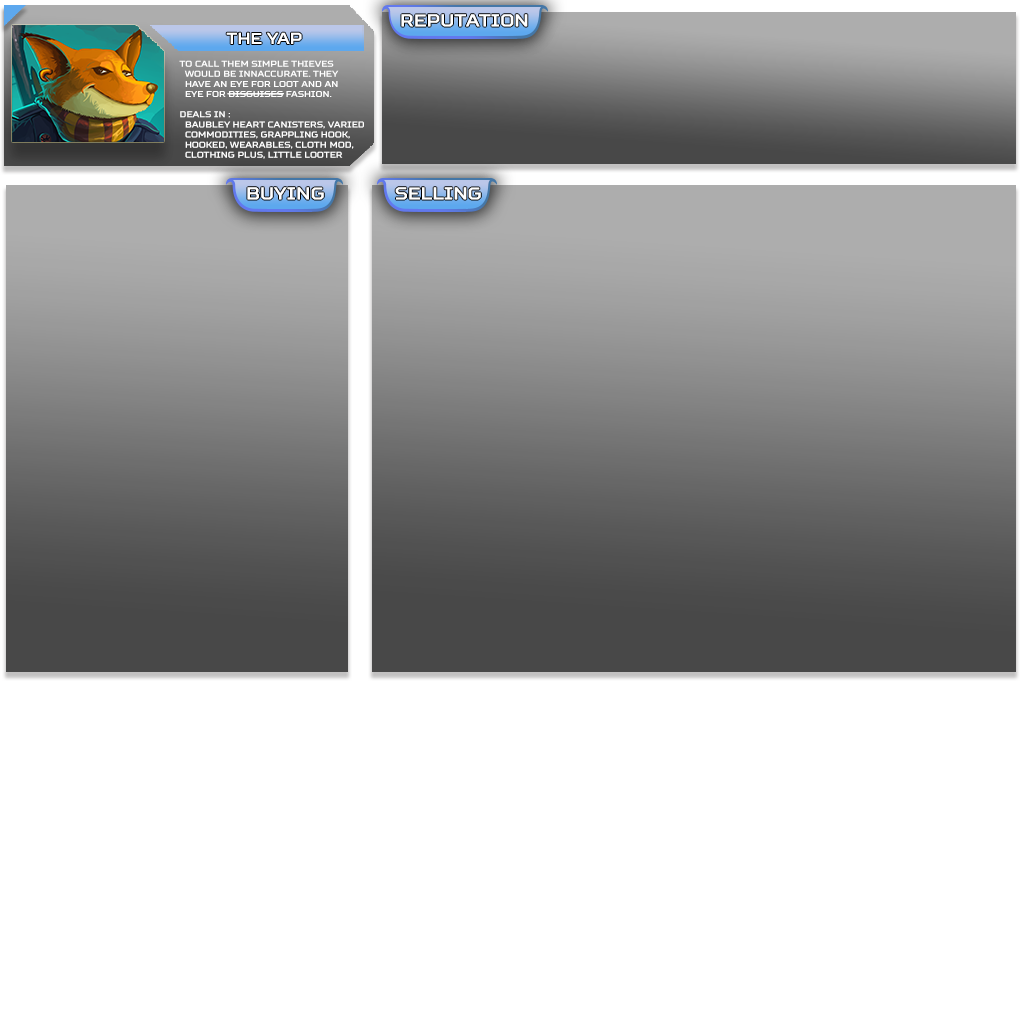 THE YAP
TO CALL THEM SIMPLE THIEVES
WOULD BE INNACCURATE. THEY
HAVE AN EYE FOR LOOT AND AN
EYE FOR DISGUISES FASHION.
DEALS IN :
BAUBLEY HEART CANISTERS, VARIED
COMMODITIES, GRAPPLING HOOK,
HOOKED, WEARABLES, CLOTH MOD,
CLOTHING PLUS, LITTLE LOOTER
REPUTATION
BUYING
SELLING